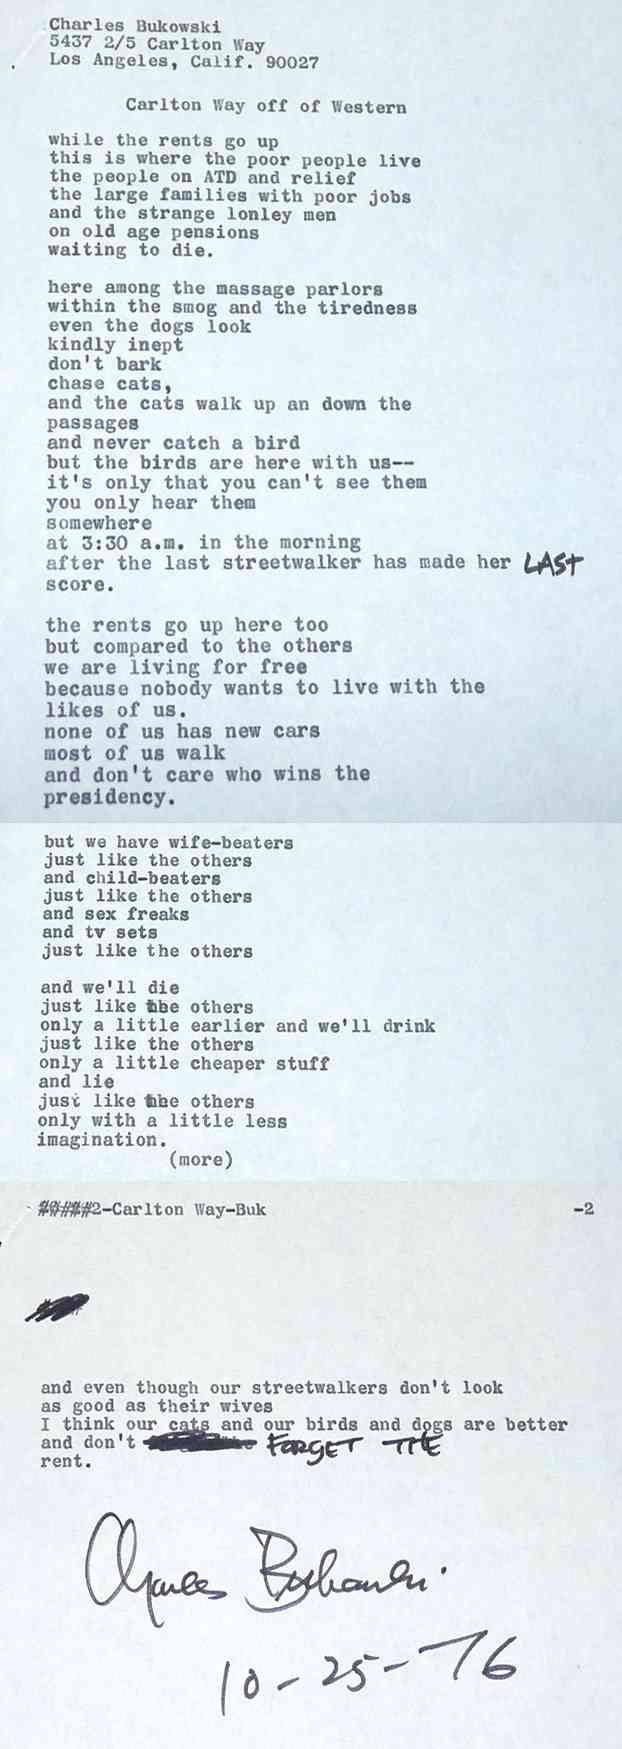 Charles Bukowski
5437 2/5 Carlton Way
Los Angeles, Calif. 90027
Carlton Way off of Western
while the rents go up
this is where the poor people live
the people on ATD and relief
the large families with poor jobs
and the strange lonley men
on old age pensions
waiting to die.
here among the massage parlors
within the smog and the tiredness
even the dogs look
kindly inept
don't bark
chase cats,
and the cats walk up an down the
passages
and never catch a bird
but the birds are here with us--
it's only that you can't see them
you only hear them
somewhere
at 3:30 a.m. in the morning
after the last streetwalker has made her LAST
score.
the rents go up here too
but compared to the others
we are living for free
because nobody wants to live with the
likes of us.
none of us has new cars
most of us walk
and don't care who wins the
presidency.
but we have wife-beaters
just like the others
and child-beaters
just like the others
and sex freaks
and tv sets
just like the others
and we'll die
just like the others
only a little earlier and we'll drink
just like the others
only a little cheaper stuff
and lie
just like the others
only with a little less
imagination.
(more)
2-Carlton Way-Buk -2
and even though our streetwalkers don't look
as good as their wives
I think our cats and our birds and dogs are better
and don't FORGET THE
rent.
Charles Bukowski.
10-25-76